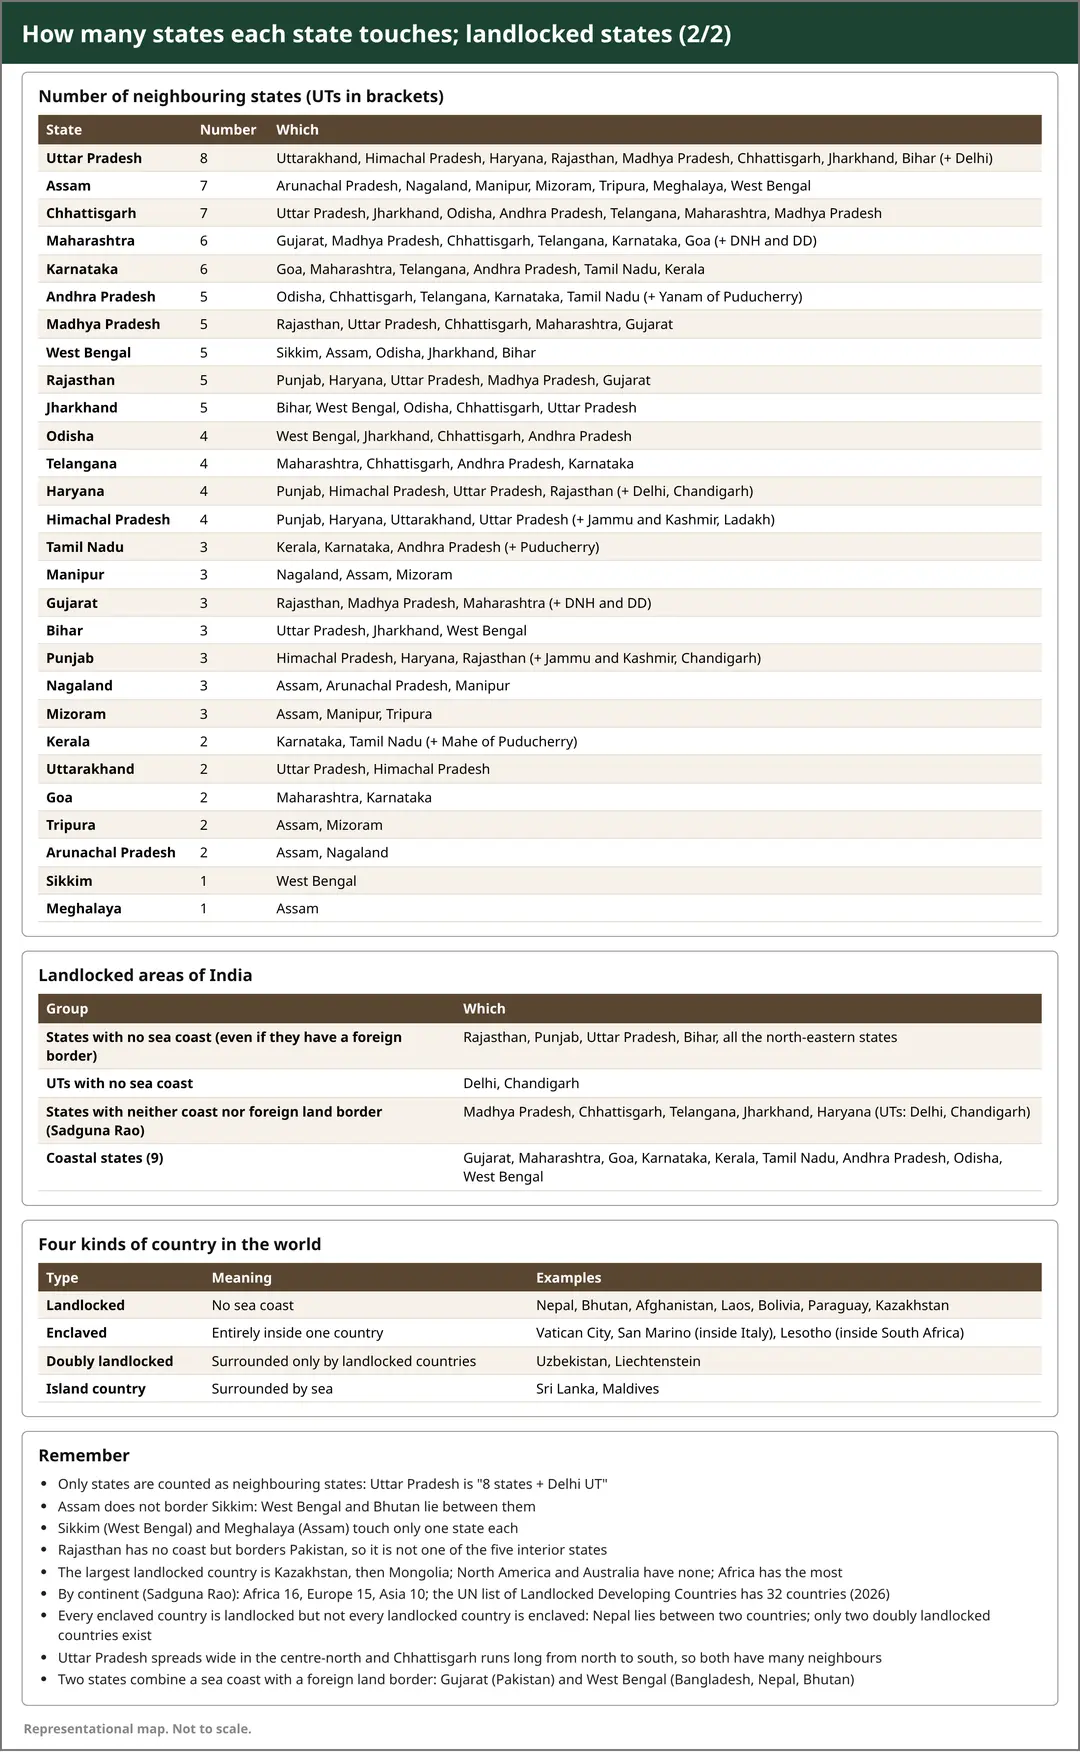 How many states each state touches; landlocked states (2/2)
Number of neighbouring states (UTs in brackets)
State Number Which
Uttar Pradesh 8 Uttarakhand, Himachal Pradesh, Haryana, Rajasthan, Madhya Pradesh, Chhattisgarh, Jharkhand, Bihar (+ Delhi)
Assam 7 Arunachal Pradesh, Nagaland, Manipur, Mizoram, Tripura, Meghalaya, West Bengal
Chhattisgarh 7 Uttar Pradesh, Jharkhand, Odisha, Andhra Pradesh, Telangana, Maharashtra, Madhya Pradesh
Maharashtra 6 Gujarat, Madhya Pradesh, Chhattisgarh, Telangana, Karnataka, Goa (+ DNH and DD)
Karnataka 6 Goa, Maharashtra, Telangana, Andhra Pradesh, Tamil Nadu, Kerala
Andhra Pradesh 5 Odisha, Chhattisgarh, Telangana, Karnataka, Tamil Nadu (+ Yanam of Puducherry)
Madhya Pradesh 5 Rajasthan, Uttar Pradesh, Chhattisgarh, Maharashtra, Gujarat
West Bengal 5 Sikkim, Assam, Odisha, Jharkhand, Bihar
Rajasthan 5 Punjab, Haryana, Uttar Pradesh, Madhya Pradesh, Gujarat
Jharkhand 5 Bihar, West Bengal, Odisha, Chhattisgarh, Uttar Pradesh
Odisha 4 West Bengal, Jharkhand, Chhattisgarh, Andhra Pradesh
Telangana 4 Maharashtra, Chhattisgarh, Andhra Pradesh, Karnataka
Haryana 4 Punjab, Himachal Pradesh, Uttar Pradesh, Rajasthan (+ Delhi, Chandigarh)
Himachal Pradesh 4 Punjab, Haryana, Uttarakhand, Uttar Pradesh (+ Jammu and Kashmir, Ladakh)
Tamil Nadu 3 Kerala, Karnataka, Andhra Pradesh (+ Puducherry)
Manipur 3 Nagaland, Assam, Mizoram
Gujarat 3 Rajasthan, Madhya Pradesh, Maharashtra (+ DNH and DD)
Bihar 3 Uttar Pradesh, Jharkhand, West Bengal
Punjab 3 Himachal Pradesh, Haryana, Rajasthan (+ Jammu and Kashmir, Chandigarh)
Nagaland 3 Assam, Arunachal Pradesh, Manipur
Mizoram 3 Assam, Manipur, Tripura
Kerala 2 Karnataka, Tamil Nadu (+ Mahe of Puducherry)
Uttarakhand 2 Uttar Pradesh, Himachal Pradesh
Goa 2 Maharashtra, Karnataka
Tripura 2 Assam, Mizoram
Arunachal Pradesh 2 Assam, Nagaland
Sikkim 1 West Bengal
Meghalaya 1 Assam
Landlocked areas of India
Group Which
States with no sea coast (even if they have a foreign border) Rajasthan, Punjab, Uttar Pradesh, Bihar, all the north-eastern states
UTs with no sea coast Delhi, Chandigarh
States with neither coast nor foreign land border (Sadguna Rao) Madhya Pradesh, Chhattisgarh, Telangana, Jharkhand, Haryana (UTs: Delhi, Chandigarh)
Coastal states (9) Gujarat, Maharashtra, Goa, Karnataka, Kerala, Tamil Nadu, Andhra Pradesh, Odisha, West Bengal
Four kinds of country in the world
Type Meaning Examples
Landlocked No sea coast Nepal, Bhutan, Afghanistan, Laos, Bolivia, Paraguay, Kazakhstan
Enclaved Entirely inside one country Vatican City, San Marino (inside Italy), Lesotho (inside South Africa)
Doubly landlocked Surrounded only by landlocked countries Uzbekistan, Liechtenstein
Island country Surrounded by sea Sri Lanka, Maldives
Remember
• Only states are counted as neighbouring states: Uttar Pradesh is "8 states + Delhi UT"
• Assam does not border Sikkim: West Bengal and Bhutan lie between them
• Sikkim (West Bengal) and Meghalaya (Assam) touch only one state each
• Rajasthan has no coast but borders Pakistan, so it is not one of the five interior states
• The largest landlocked country is Kazakhstan, then Mongolia; North America and Australia have none; Africa has the most
• By continent (Sadguna Rao): Africa 16, Europe 15, Asia 10; the UN list of Landlocked Developing Countries has 32 countries (2026)
• Every enclaved country is landlocked but not every landlocked country is enclaved: Nepal lies between two countries; only two doubly landlocked
countries exist
• Uttar Pradesh spreads wide in the centre-north and Chhattisgarh runs long from north to south, so both have many neighbours
• Two states combine a sea coast with a foreign land border: Gujarat (Pakistan) and West Bengal (Bangladesh, Nepal, Bhutan)
Representational map. Not to scale.